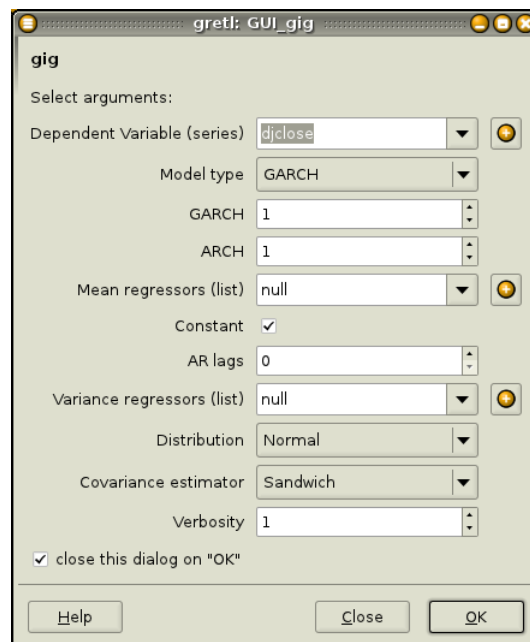 gretl: GUI_gig
gig
Select arguments:
Dependent Variable (series) djclose
Model type GARCH
GARCH 1
ARCH 1
Mean regressors (list) null
Constant
AR lags 0
Variance regressors (list) null
Distribution Normal
Covariance estimator Sandwich
Verbosity 1
close this dialog on "OK"
Help Close OK